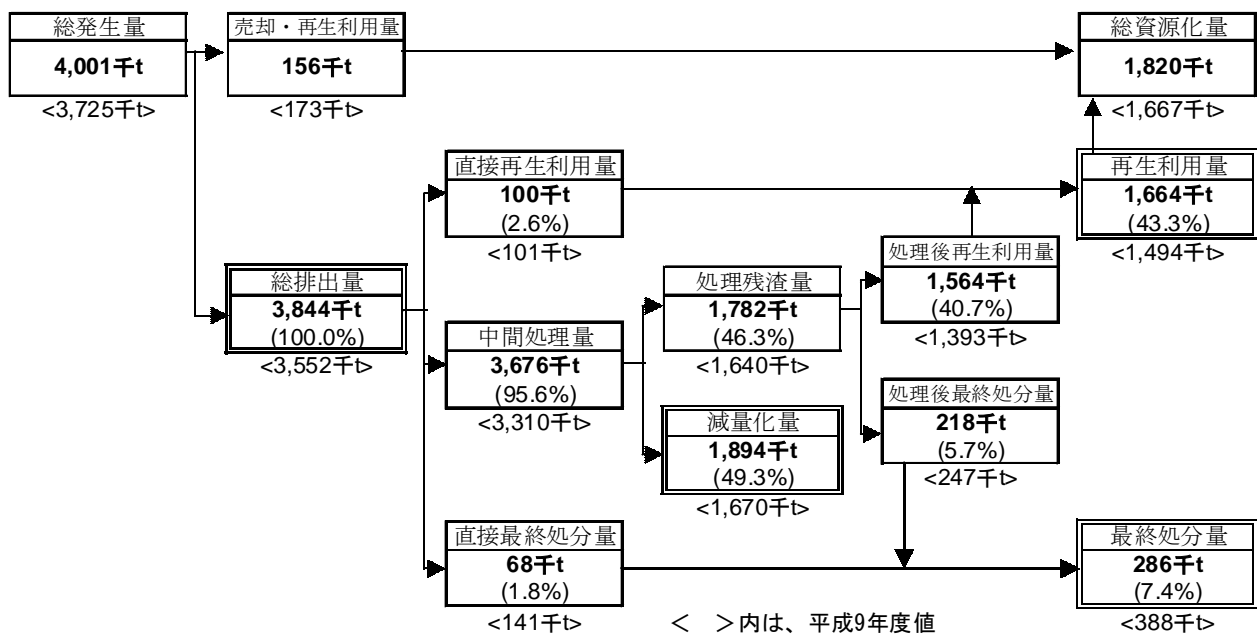 総発生量
4,001千t
<3,725千t>
売却・再生利用量
156千t
<173千t>
総資源化量
1,820千t
<1,667千t>
直接再生利用量
100千t
(2.6%)
<101千t>
再生利用量
1,664千t
(43.3%)
<1,494千t>
総排出量
3,844千t
(100.0%)
<3,552千t>
中間処理量
3,676千t
(95.6%)
<3,310千t>
処理残渣量
1,782千t
(46.3%)
<1,640千t>
処理後再生利用量
1,564千t
(40.7%)
<1,393千t>
減量化量
1,894千t
(49.3%)
<1,670千t>
処理後最終処分量
218千t
(5.7%)
<247千t>
直接最終処分量
68千t
(1.8%)
<141千t>
最終処分量
286千t
(7.4%)
<388千t>
< >内は、平成9年度値